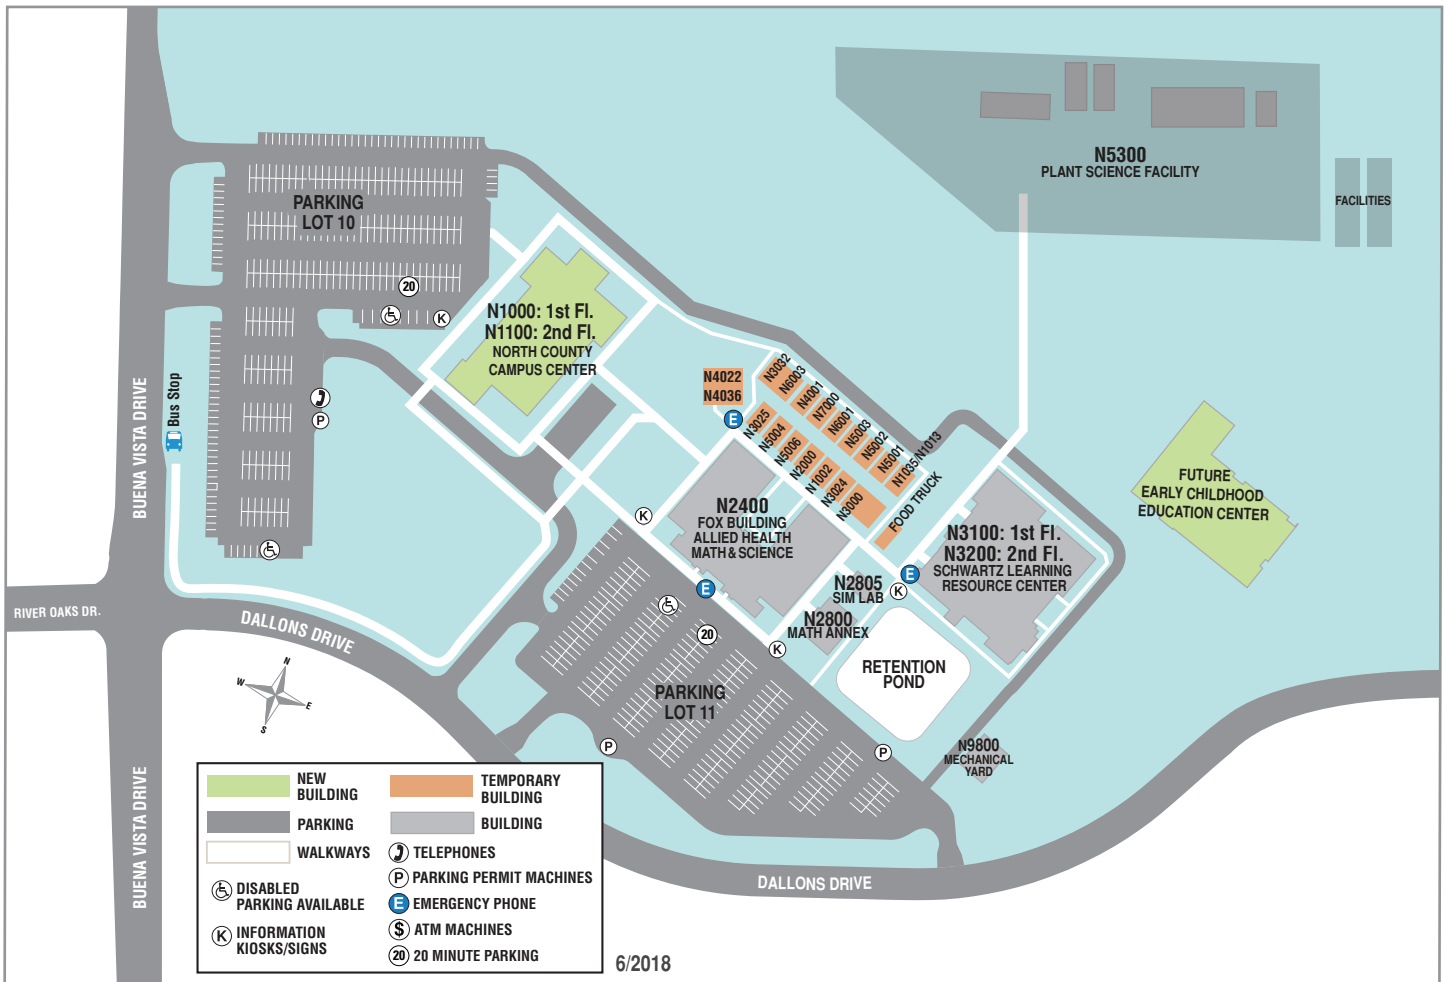 N5300
PLANT SCIENCE FACILITY
FACILITIES
PARKING
LOT 10
20
K
N1000: 1st Fl.
N1100: 2nd Fl.
NORTH COUNTY
CAMPUS CENTER
BUENA VISTA DRIVE
Bus Stop
P
N4022
N4036
E
N3032
N6003
N4001
N7000
N6001
N5003
N5002
N5001
N1035/N1013
N3025
N5004
N5006
N2000
N1002
N3024
N3000
FOOD TRUCK
FUTURE
EARLY CHILDHOOD
EDUCATION CENTER
K
N2400
FOX BUILDING
ALLIED HEALTH
MATH & SCIENCE
N3100: 1st Fl.
N3200: 2nd Fl.
SCHWARTZ LEARNING
RESOURCE CENTER
E
E
K
N2805
SIM LAB
N2800
MATH ANNEX
20
K
RETENTION
POND
RIVER OAKS DR.
DALLONS DRIVE
N
W
E
S
PARKING
LOT 11
P
P
N9800
MECHANICAL
YARD
BUENA VISTA DRIVE
DALLONS DRIVE
NEW
BUILDING
TEMPORARY
BUILDING
PARKING
BUILDING
WALKWAYS
TELEPHONES
P PARKING PERMIT MACHINES
DISABLED
PARKING AVAILABLE
E EMERGENCY PHONE
K INFORMATION
KIOSKS/SIGNS
$ ATM MACHINES
20 20 MINUTE PARKING
6/2018